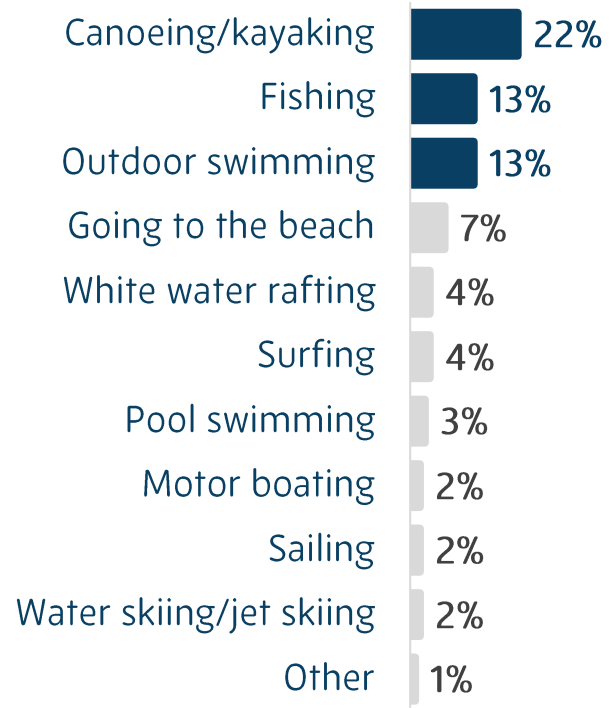 Canoeing/kayaking 22%
Fishing 13%
Outdoor swimming 13%
Going to the beach 7%
White water rafting 4%
Surfing 4%
Pool swimming 3%
Motor boating 2%
Sailing 2%
Water skiing/jet skiing 2%
Other 1%